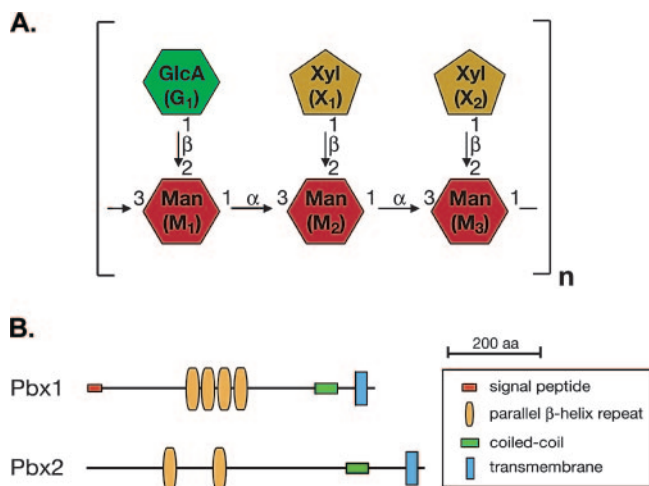 A.
GlcA
(G1)
Xyl
(X1)
Xyl
(X2)
1
β
2
1
β
2
1
β
2
3
Man
(M1)
1
α
3
Man
(M2)
1
α
3
Man
(M3)
1
n
B.
200 aa
Pbx1
Pbx2
signal peptide
parallel β-helix repeat
coiled-coil
transmembrane